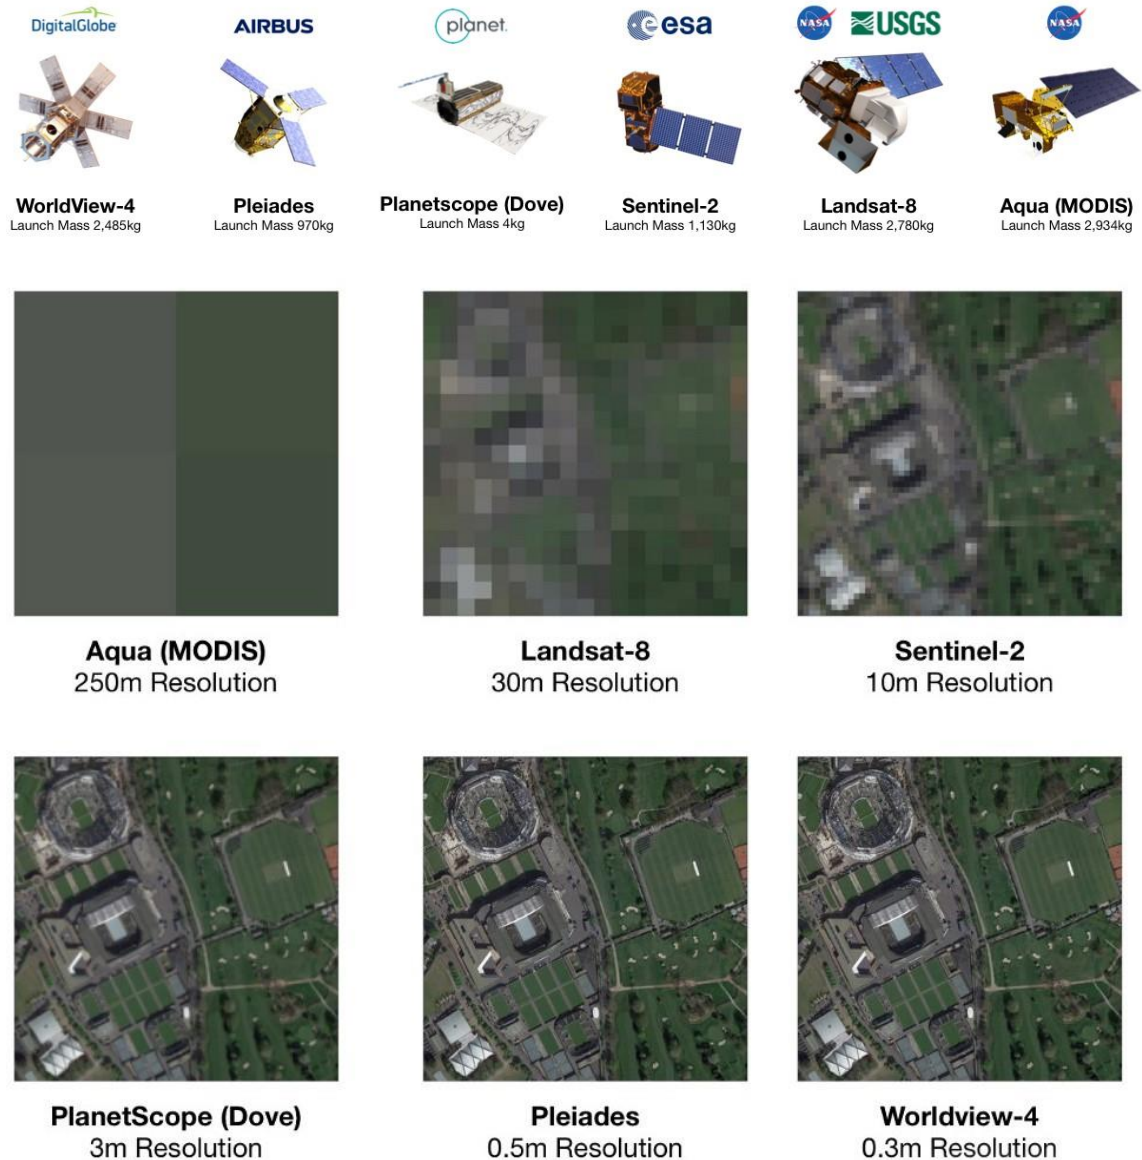 DigitalGlobe
AIRBUS
planet.
esa
NASA
USGS
NASA
WorldView-4
Launch Mass 2,485kg
Pleiades
Launch Mass 970kg
Planetscope (Dove)
Launch Mass 4kg
Sentinel-2
Launch Mass 1,130kg
Landsat-8
Launch Mass 2,780kg
Aqua (MODIS)
Launch Mass 2,934kg
Aqua (MODIS)
250m Resolution
Landsat-8
30m Resolution
Sentinel-2
10m Resolution
PlanetScope (Dove)
3m Resolution
Pleiades
0.5m Resolution
Worldview-4
0.3m Resolution